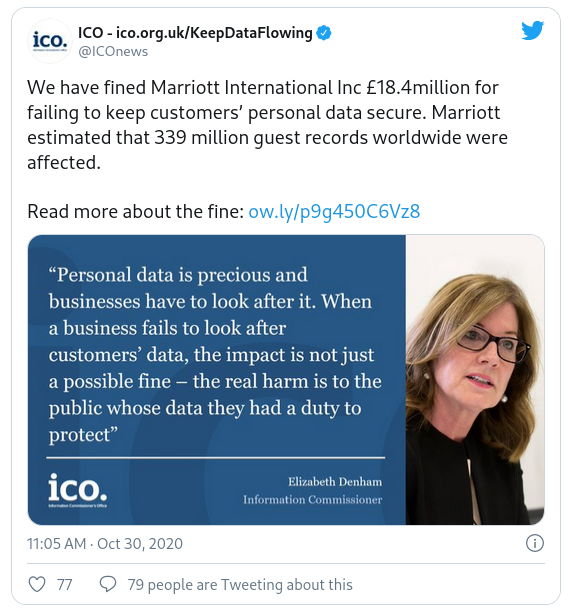 ico.
ICO - ico.org.uk/KeepDataFlowing
@ICOnews
We have fined Marriott International Inc £18.4million for
failing to keep customers’ personal data secure. Marriott
estimated that 339 million guest records worldwide were
affected.
Read more about the fine: ow.ly/p9g450C6Vz8
“Personal data is precious and
businesses have to look after it. When
a business fails to look after
customers’ data, the impact is not just
a possible fine – the real harm is to the
public whose data they had a duty to
protect”
ico.
Information Commissioner's Office
Elizabeth Denham
Information Commissioner
11:05 AM · Oct 30, 2020
77
79 people are Tweeting about this